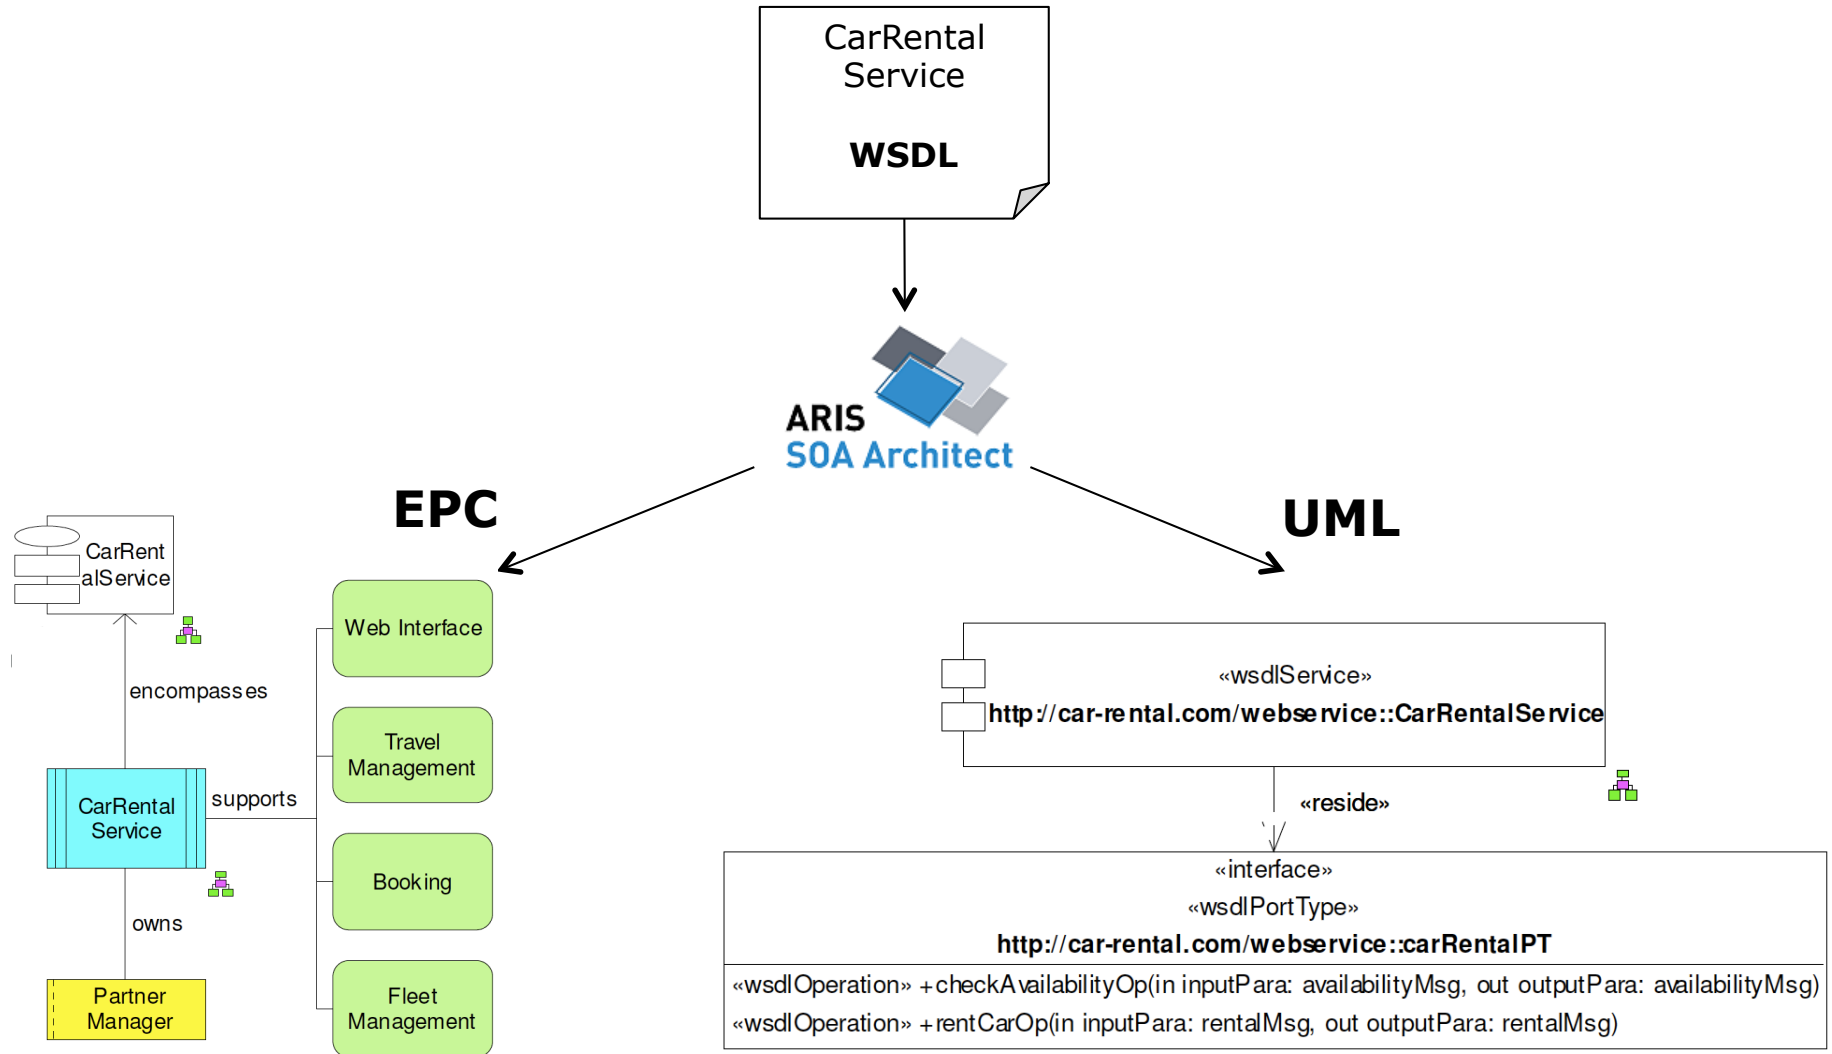 CarRental
Service
WSDL
ARIS
SOA Architect
EPC
UML
CarRent
alService
encompasses
CarRental
Service
supports
owns
Partner
Manager
Web Interface
Travel
Management
Booking
Fleet
Management
«wsdlService»
http://car-rental.com/webservice::CarRentalService
«reside»
«interface»
«wsdlPortType»
http://car-rental.com/webservice::carRentalPT
«wsdlOperation» +checkAvailabilityOp(in inputPara: availabilityMsg, out outputPara: availabilityMsg)
«wsdlOperation» +rentCarOp(in inputPara: rentalMsg, out outputPara: rentalMsg)